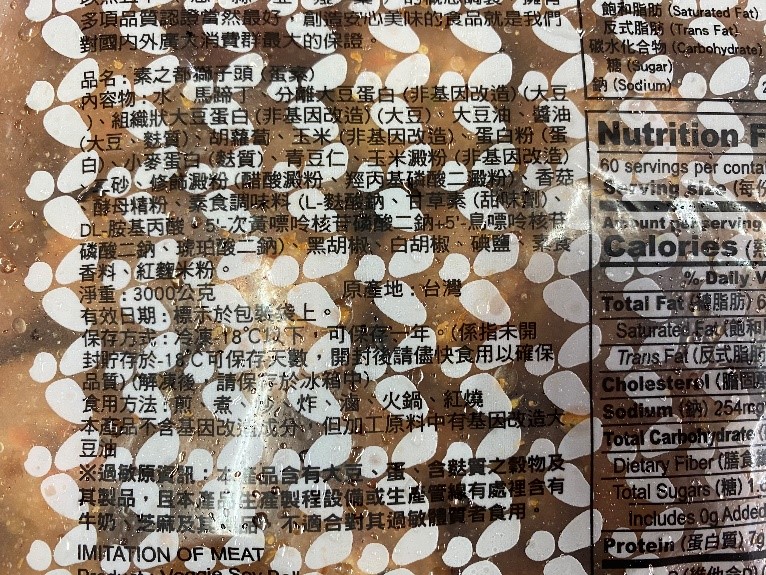 多項品質認證當然最好，創造安心美味的食品就是我們
對國內外廣大消費群最大的保證。
品名：素之都獅子頭（蛋素）
內容物：水、馬蹄丁、分離大豆蛋白(非基因改造)(大豆
)、組織狀大豆蛋白(非基因改造)(大豆)、大豆油、醬油
(大豆、麩質)、胡蘿蔔、玉米(非基因改造)、蛋白粉(蛋
白)、小麥蛋白(麩質)、青豆仁、玉米澱粉(非基因改造)
、砂、修飾澱粉(醋酸澱粉、羥丙基磷酸二澱粉)、香菇
、酵母精粉、素食調味料(L-麩酸鈉、甘草素(甜味劑)、
DL-胺基丙酸、5'-次黃嘌呤核苷磷酸二鈉+5'-鳥嘌呤核苷
磷酸二鈉、琥珀酸二鈉)、黑胡椒、白胡椒、碘鹽、素食
香料、紅麴米粉。
淨重：3000公克 原產地：台灣
有效日期：標示於包裝袋上。
保存方式：冷凍-18°C以下，可保存一年。(係指未開
封貯存於-18°C可保存天數，開封後請儘快食用以確保
品質)(解凍後，請保存於冰箱中)
食用方法：煎、煮、炸、滷、火鍋、紅燒
本產品不含基因改造成分，但加工原料中有基因改造大
豆油
※過敏原資訊：本產品含有大豆、蛋、含麩質之穀物及
其製品，且本產品生產製程設備或生產管線有處裡含有
牛奶、芝麻及其 不適合對其過敏體質者食用
IMITATION OF MEAT
飽和脂肪 (Saturated Fat)
反式脂肪 (Trans Fat)
碳水化合物 (Carbohydrate)
糖 (Sugar)
鈉 (Sodium)
Nutrition F
60 servings per conta
Serving size (每份
Amount per serving
Calories (熱
% Daily V
Total Fat (總脂肪) 6
Saturated Fat (飽和
Trans Fat (反式脂肪
Cholesterol (膽固
Sodium (鈉) 254mg
Total Carbohydrate (
Dietary Fiber (膳食
Total Sugars (糖) 1.
Includes 0g Added
Protein (蛋白質) 7g